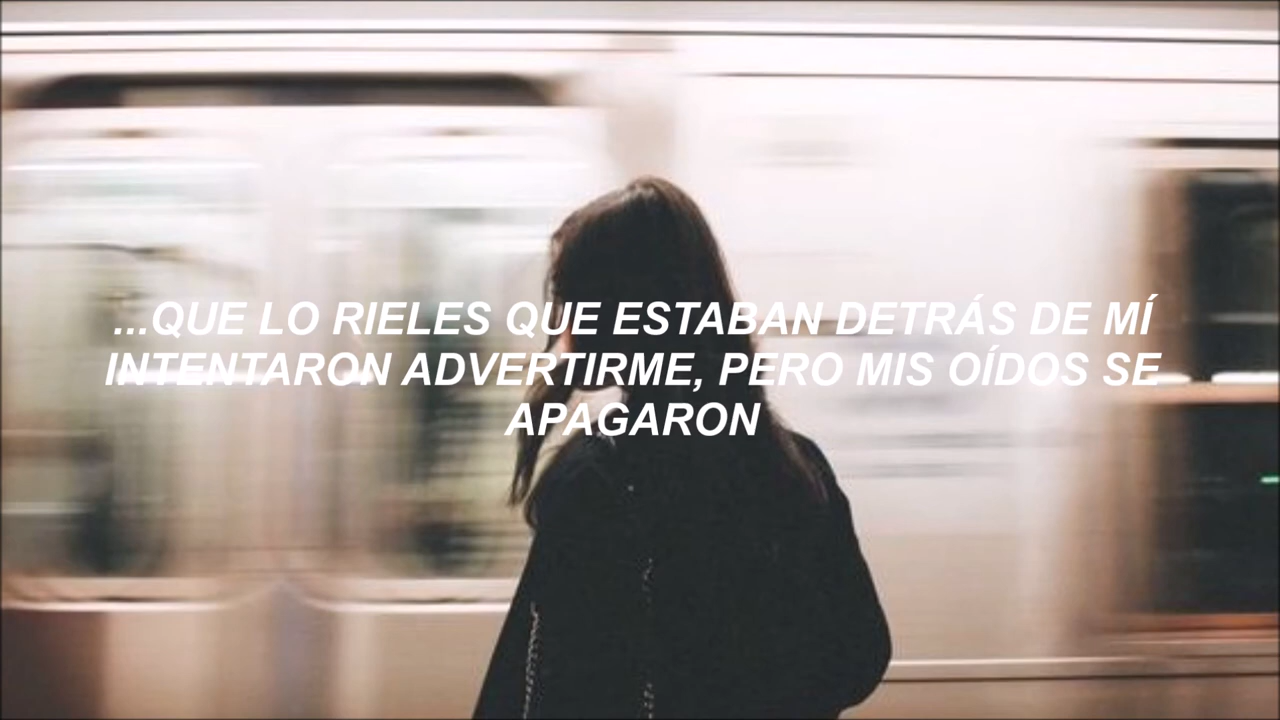 ...QUE LO RIELES QUE ESTABAN DETRÁS DE MÍ
INTENTARON ADVERTIRME, PERO MIS OÍDOS SE
APAGARON